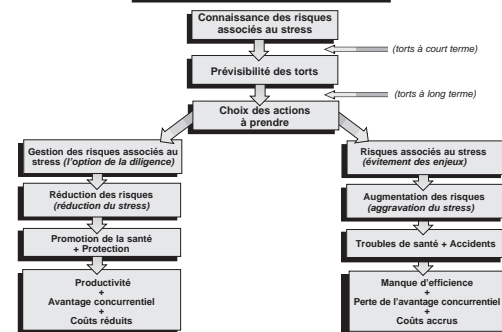 Connaissance des risques
associés au stress
(torts à court terme)
Prévisibilité des torts
(torts à long terme)
Choix des actions
à prendre
Gestion des risques associés au
stress (l'option de la diligence)
Réduction des risques
(réduction du stress)
Promotion de la santé
+ Protection
Productivité
+
Avantage concurrentiel
+
Coûts réduits
Risques associés au stress
(évitement des enjeux)
Augmentation des risques
(aggravation du stress)
Troubles de santé + Accidents
Manque d'efficience
+
Perte de l'avantage concurrentiel
+
Coûts accrus